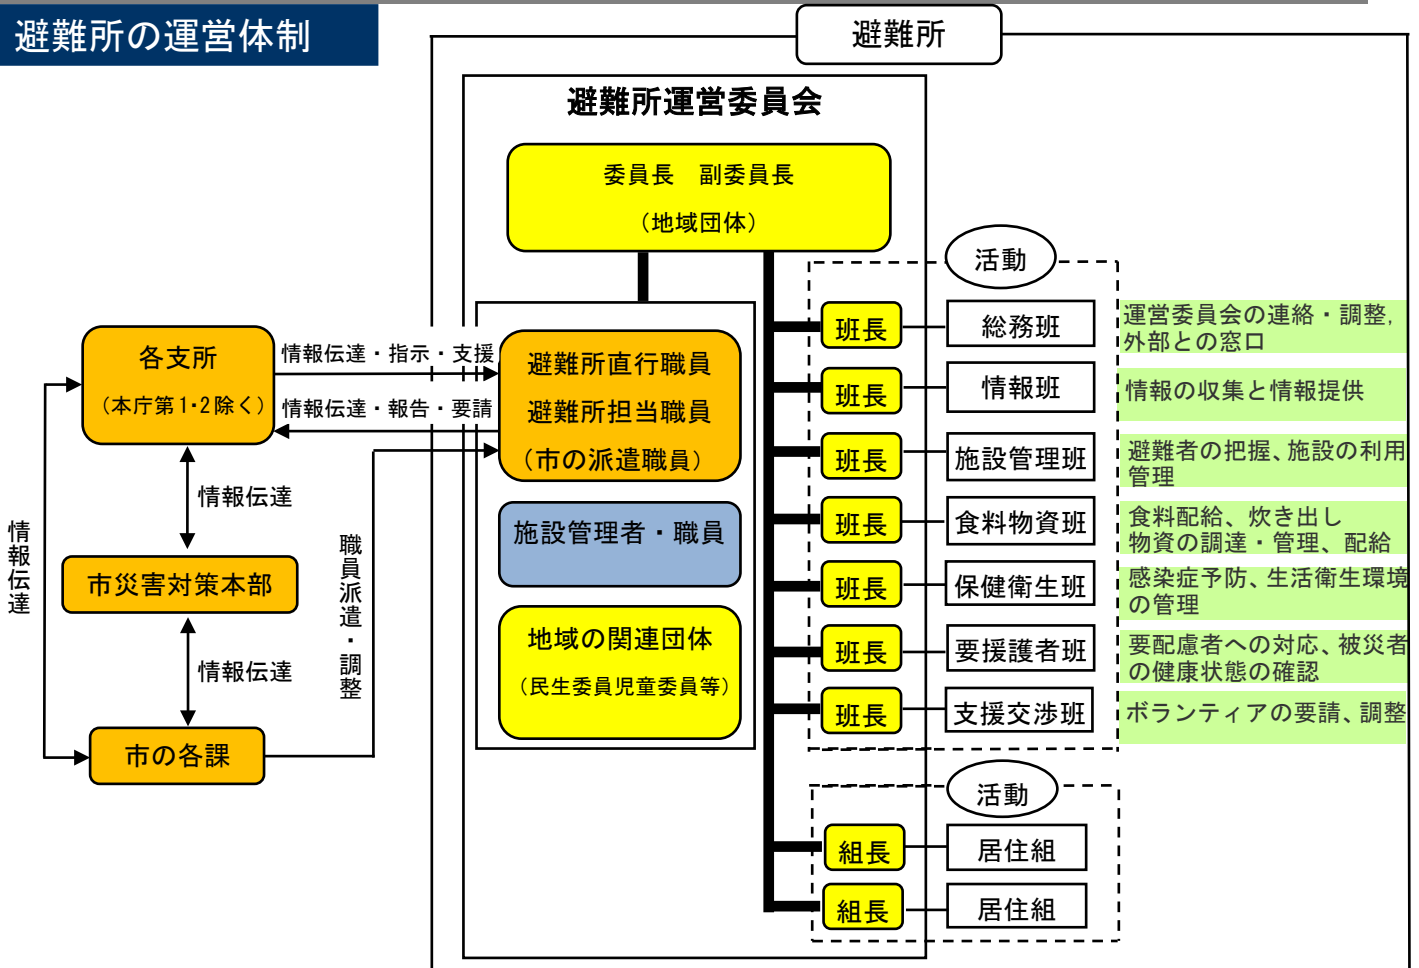 避難所の運営体制
避難所
避難所運営委員会
委員長　副委員長
（地域団体）
活動
班長
総務班
運営委員会の連絡・調整,
外部との窓口
班長
情報班
情報の収集と情報提供
班長
施設管理班
避難者の把握、施設の利用
管理
班長
食料物資班
食料配給、炊き出し
物資の調達・管理、配給
班長
保健衛生班
感染症予防、生活衛生環境
の管理
班長
要援護者班
要配慮者への対応、被災者
の健康状態の確認
班長
支援交渉班
ボランティアの要請、調整
活動
組長
居住組
組長
居住組
避難所直行職員
避難所担当職員
（市の派遣職員）
施設管理者・職員
地域の関連団体
（民生委員児童委員等）
情報伝達・指示・支援
情報伝達・報告・要請
各支所
（本庁第1・2除く）
情報伝達
市災害対策本部
情報伝達
市の各課
情報伝達
職員派遣・調整